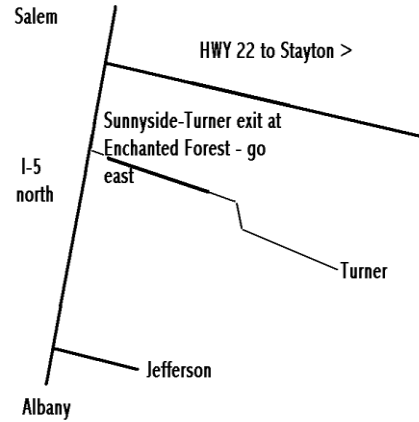 Salem
HWY 22 to Stayton >
Sunnyside-Turner exit at
Enchanted Forest - go
east
I-5
north
Turner
Jefferson
Albany